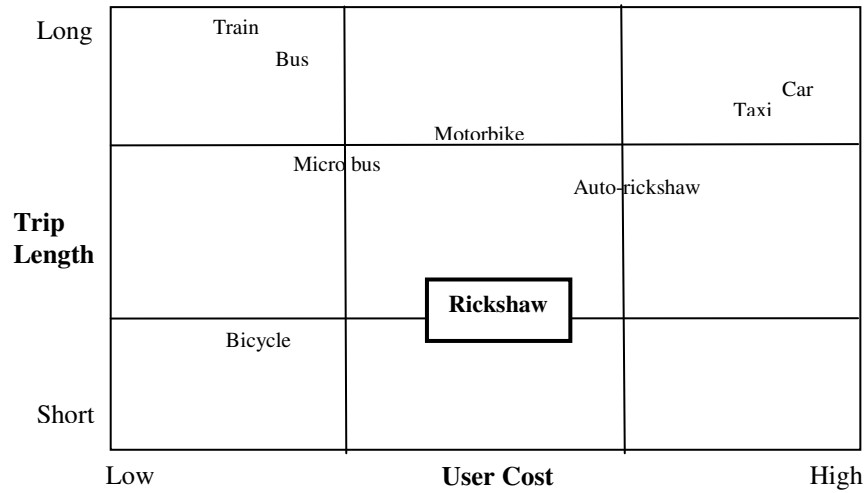 Long
Train
Bus
Car
Taxi
Motorbike
Micro bus
Auto-rickshaw
Trip
Length
Rickshaw
Bicycle
Short
Low
User Cost
High